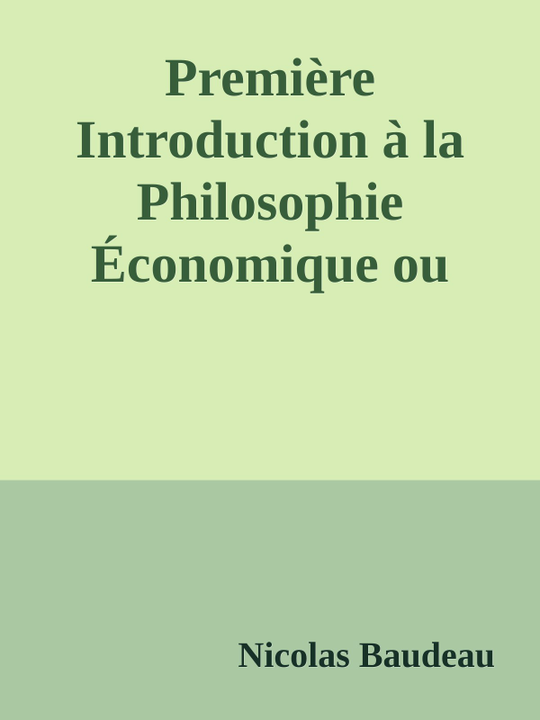 Première
Introduction à la
Philosophie
Économique ou
Nicolas Baudeau